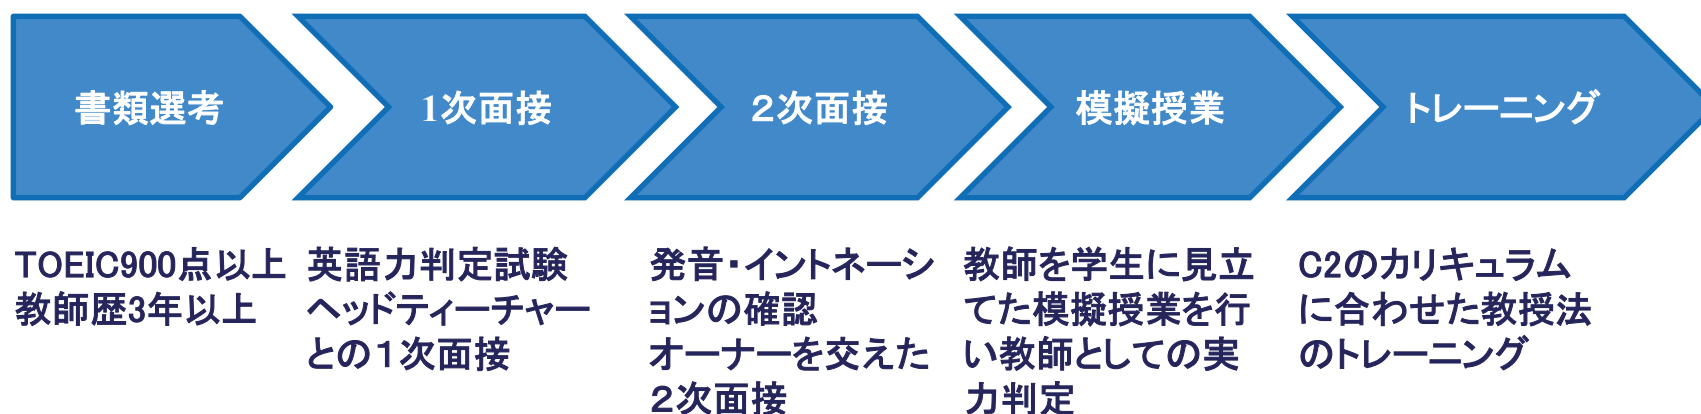 書類選考
1次面接
２次面接
模擬授業
トレーニング
TOEIC900点以上
教師歴3年以上
英語力判定試験
ヘッドティーチャー
との１次面接
発音・イントネーシ
ョンの確認
オーナーを交えた
２次面接
教師を学生に見立
てた模擬授業を行
い教師としての実
力判定
C2のカリキュラム
に合わせた教授法
のトレーニング